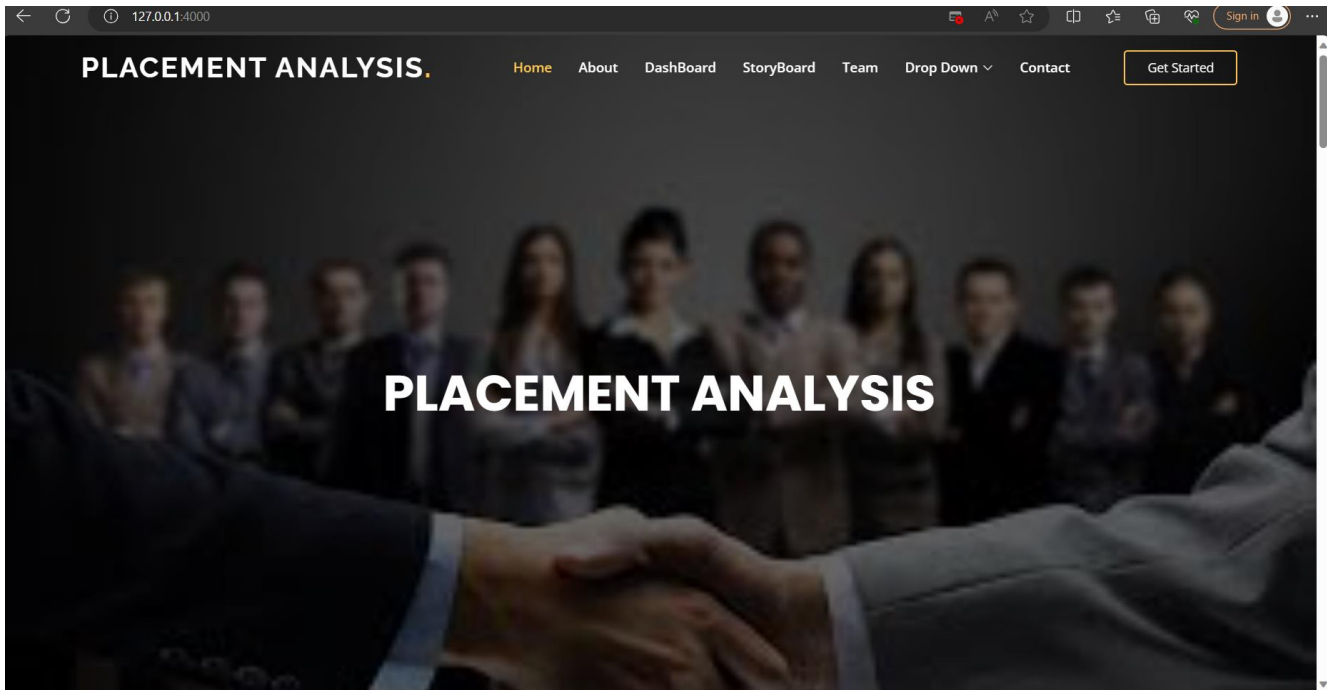 127.0.0.1:4000
Sign in
PLACEMENT ANALYSIS.
Home About DashBoard StoryBoard Team Drop Down Contact Get Started
PLACEMENT ANALYSIS